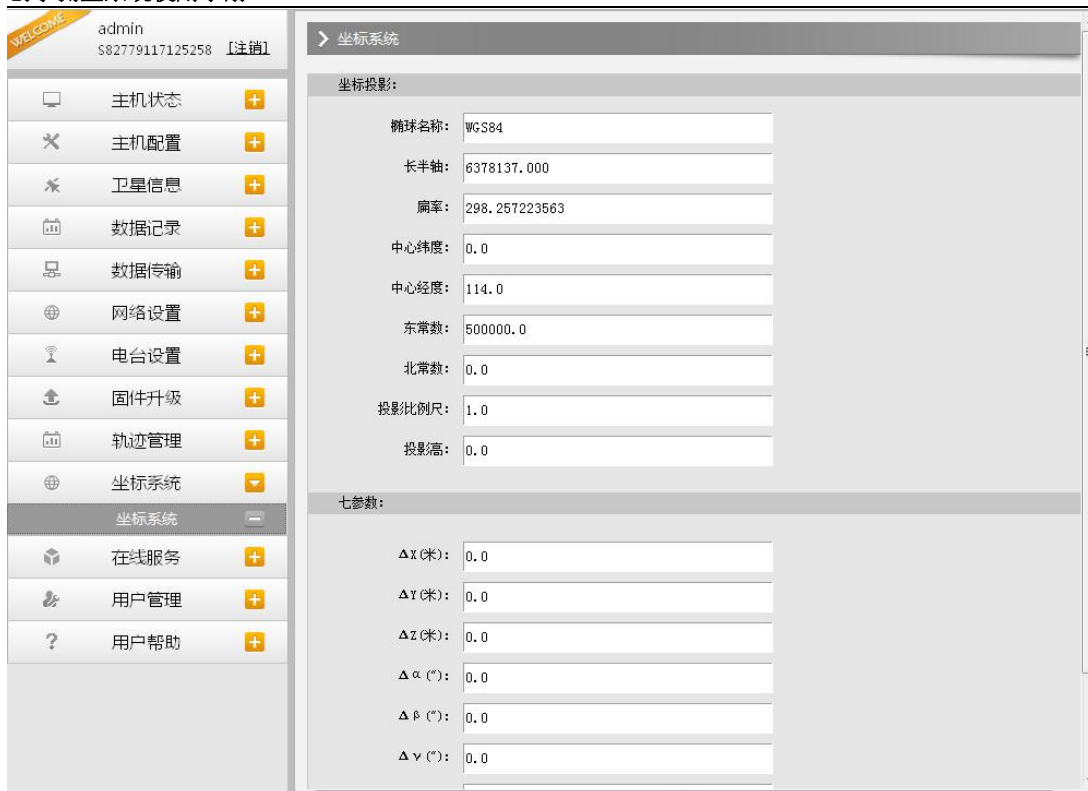 WELCOME
admin
S82779117125258 [注销]
主机状态
主机配置
卫星信息
数据记录
数据传输
网络设置
电台设置
固件升级
轨迹管理
坐标系统
坐标系统
在线服务
用户管理
用户帮助
坐标系统
坐标投影:
椭球名称: WGS84
长半轴: 6378137.000
扁率: 298.257223563
中心纬度: 0.0
中心经度: 114.0
东常数: 500000.0
北常数: 0.0
投影比例尺: 1.0
投影高: 0.0
七参数:
ΔX(米): 0.0
ΔY(米): 0.0
ΔZ(米): 0.0
Δα(″): 0.0
Δβ(″): 0.0
Δγ(″): 0.0